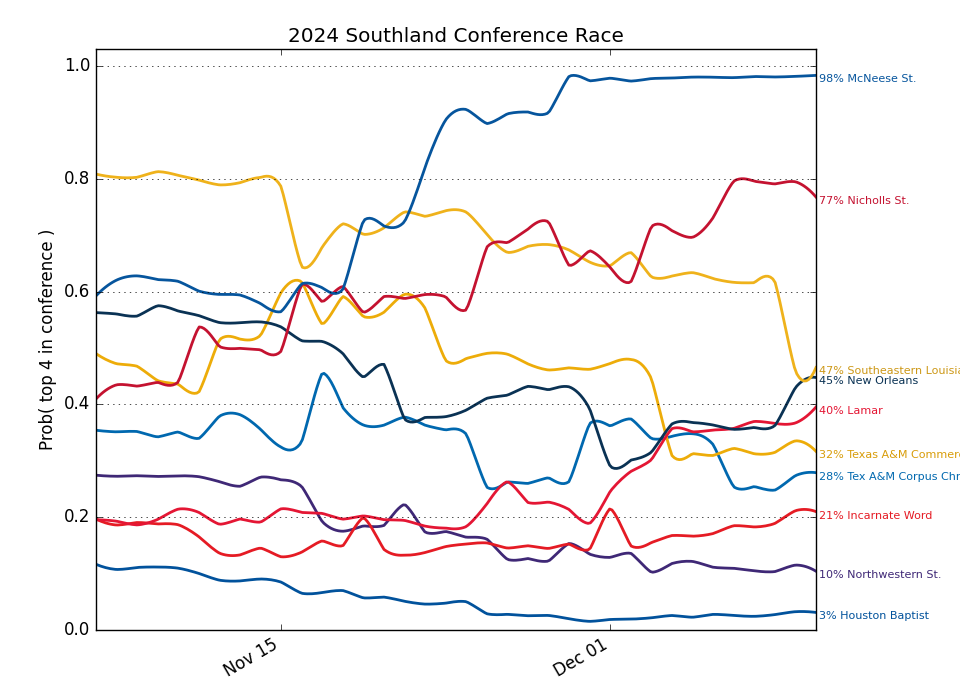 2024 Southland Conference Race
Prob( top 4 in conference )
1.0
0.8
0.6
0.4
0.2
0.0
Nov 15
Dec 01
98% McNeese St.
77% Nicholls St.
47% Southeastern Louisia
45% New Orleans
40% Lamar
32% Texas A&M Commerc
28% Tex A&M Corpus Chr
21% Incarnate Word
10% Northwestern St.
3% Houston Baptist